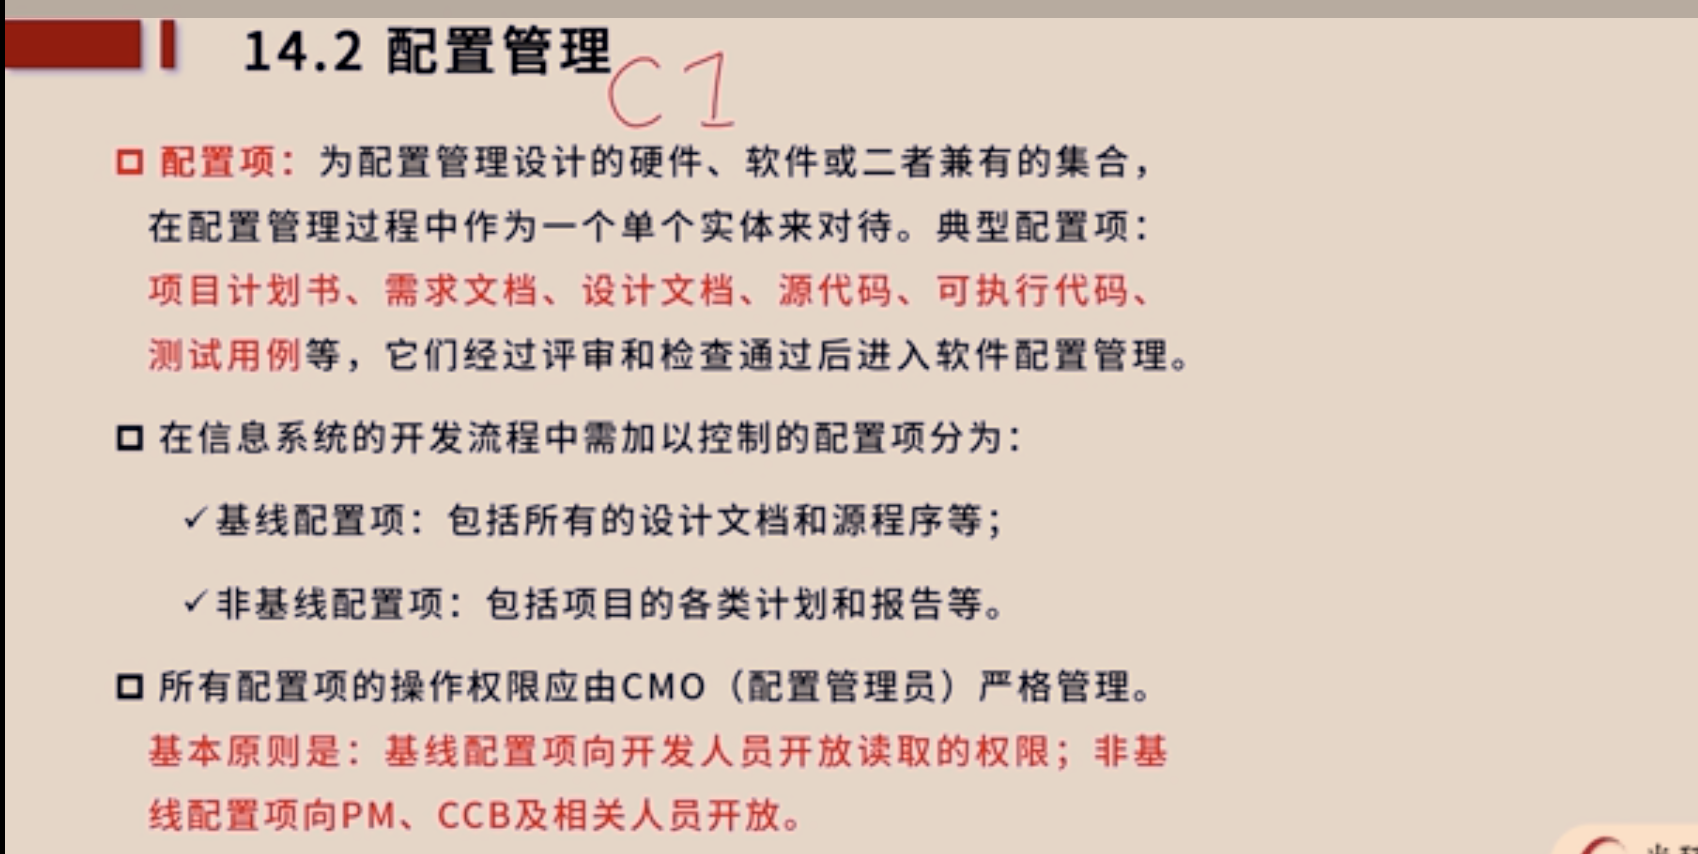 14.2 配置管理
C1
配置项：为配置管理设计的硬件、软件或二者兼有的集合，
在配置管理过程中作为一个单个实体来对待。典型配置项：
项目计划书、需求文档、设计文档、源代码、可执行代码、
测试用例等，它们经过评审和检查通过后进入软件配置管理。
在信息系统的开发流程中需加以控制的配置项分为：
✓基线配置项：包括所有的设计文档和源程序等；
✓非基线配置项：包括项目的各类计划和报告等。
所有配置项的操作权限应由CMO（配置管理员）严格管理。
基本原则是：基线配置项向开发人员开放读取的权限；非基
线配置项向PM、CCB及相关人员开放。